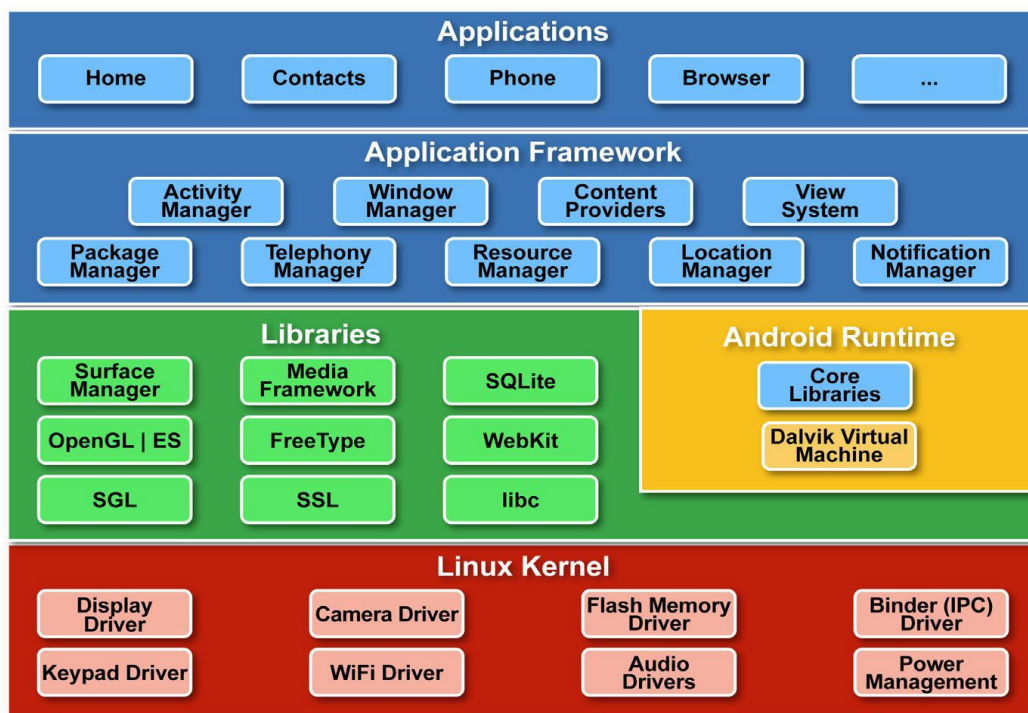 Applications
Home
Contacts
Phone
Browser
...
Application Framework
Activity
Manager
Window
Manager
Content
Providers
View
System
Package
Manager
Telephony
Manager
Resource
Manager
Location
Manager
Notification
Manager
Libraries
Surface
Manager
Media
Framework
SQLite
OpenGL | ES
FreeType
WebKit
SGL
SSL
libc
Android Runtime
Core
Libraries
Dalvik Virtual
Machine
Linux Kernel
Display
Driver
Camera Driver
Flash Memory
Driver
Binder (IPC)
Driver
Keypad Driver
WiFi Driver
Audio
Drivers
Power
Management